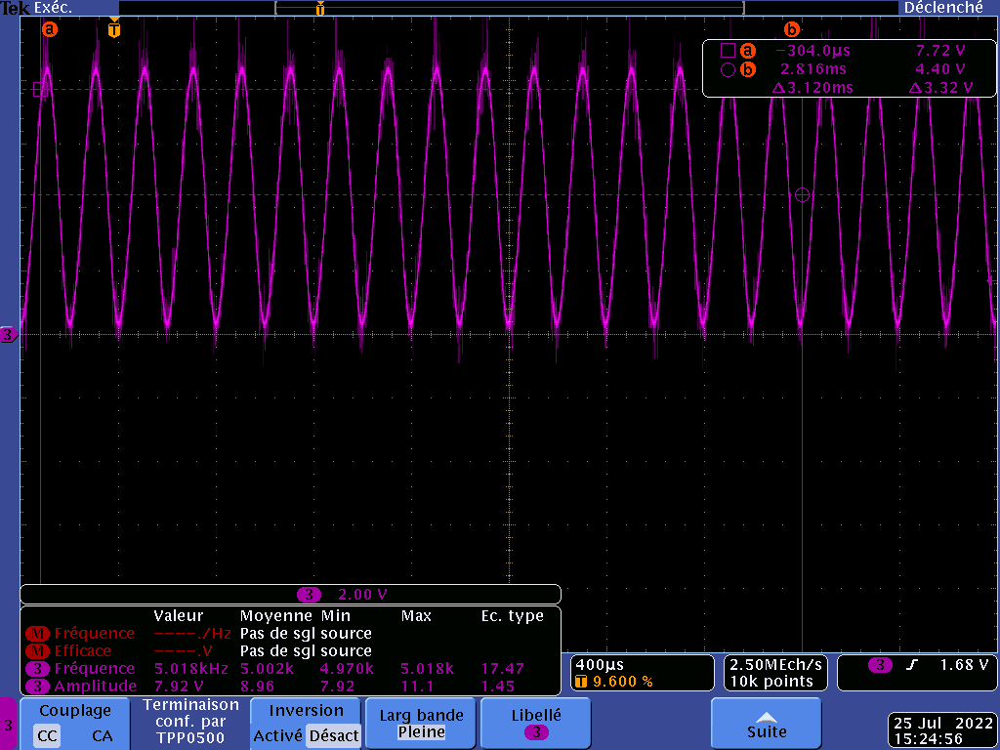 Tek Exéc. Déclenché
a T b
a −304.0µs 7.72 V
b 2.816ms 4.40 V
Δ3.120ms Δ3.32 V
3
3 2.00 V
Valeur Moyenne Min Max Ec. type
M Fréquence −−−−./Hz Pas de sgl source
M Efficace −−−−.V Pas de sgl source
3 Fréquence 5.018kHz 5.002k 4.970k 5.018k 17.47
3 Amplitude 7.92 V 8.96 7.92 11.1 1.45
400µs
T 9.600 %
2.50MEch/s
10k points
3 1.68 V
3
Couplage
CC CA
Terminaison
conf. par
TPP0500
Inversion
Activé Désact
Larg bande
Pleine
Libellé
3
Suite
25 Jul 2022
15:24:56